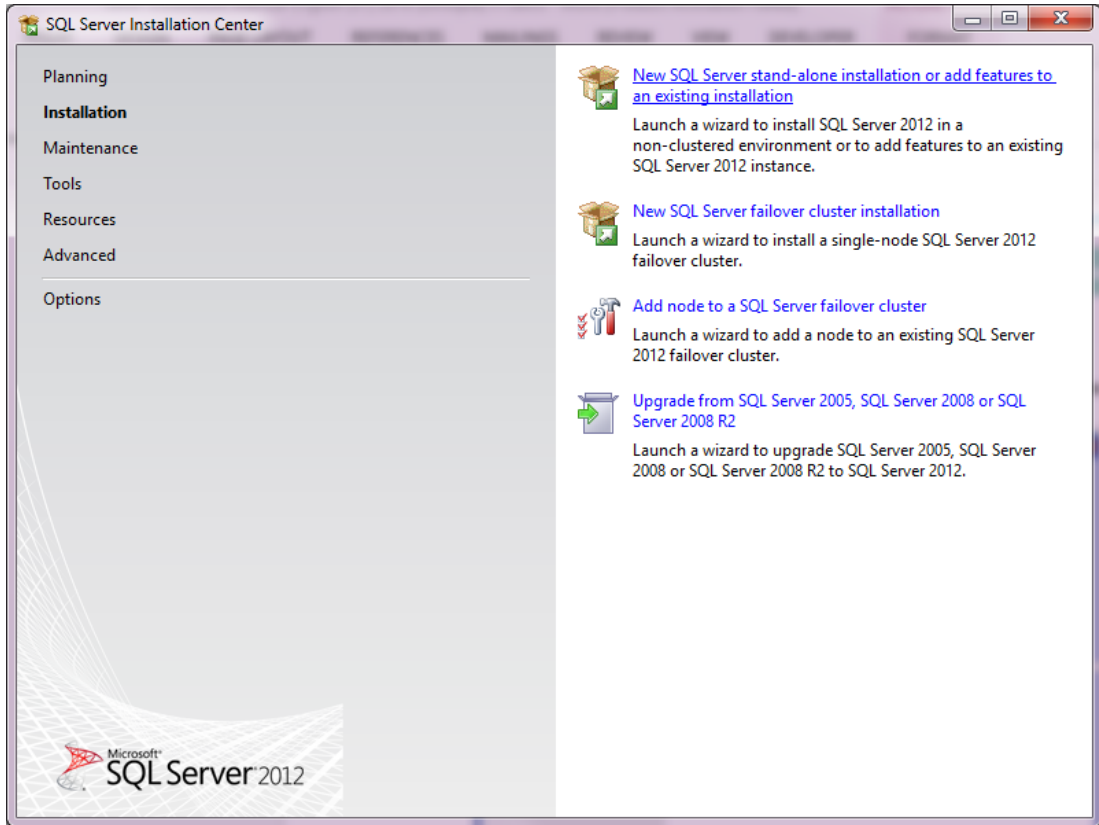 SQL Server Installation Center
Planning
Installation
Maintenance
Tools
Resources
Advanced
Options
New SQL Server stand-alone installation or add features to
an existing installation
Launch a wizard to install SQL Server 2012 in a
non-clustered environment or to add features to an existing
SQL Server 2012 instance.
New SQL Server failover cluster installation
Launch a wizard to install a single-node SQL Server 2012
failover cluster.
Add node to a SQL Server failover cluster
Launch a wizard to add a node to an existing SQL Server
2012 failover cluster.
Upgrade from SQL Server 2005, SQL Server 2008 or SQL
Server 2008 R2
Launch a wizard to upgrade SQL Server 2005, SQL Server
2008 or SQL Server 2008 R2 to SQL Server 2012.
Microsoft®
SQL Server® 2012